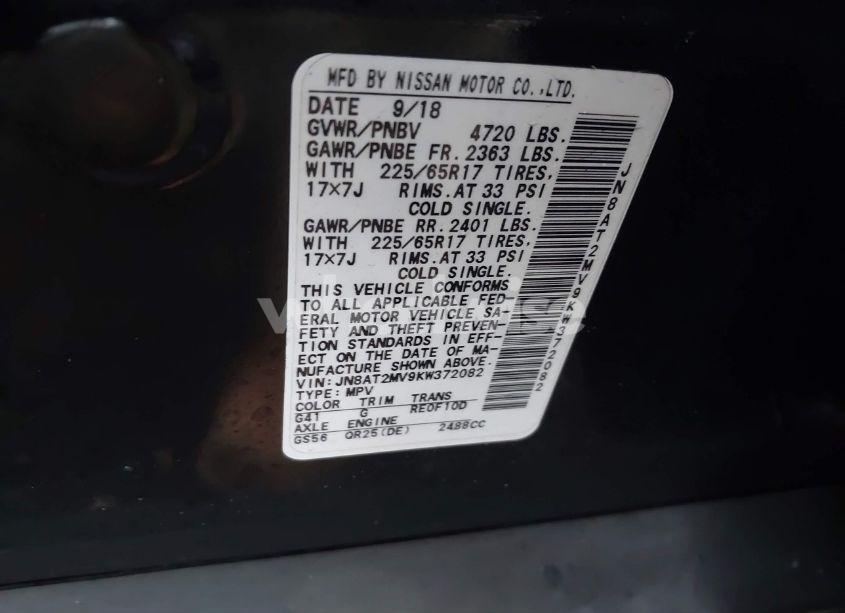 MFD BY NISSAN MOTOR CO.,LTD.
DATE 9/18
GVWR/PNBV 4720 LBS.
GAWR/PNBE FR. 2363 LBS.
WITH 225/65R17 TIRES,
17×7J RIMS.AT 33 PSI
COLD SINGLE.
GAWR/PNBE RR. 2401 LBS.
WITH 225/65R17 TIRES,
17×7J RIMS.AT 33 PSI
COLD SINGLE.
THIS VEHICLE CONFORMS
TO ALL APPLICABLE FED-
ERAL MOTOR VEHICLE SA-
FETY AND THEFT PREVEN-
TION STANDARDS IN EFF-
ECT ON THE DATE OF MA-
NUFACTURE SHOWN ABOVE.
VIN: JN8AT2MV9KW372082
TYPE: MPV
COLOR TRIM TRANS
G41 G RE0F10D
AXLE ENGINE
GS56 QR25(DE) 2488CC
JN8AT2MV9KW372082